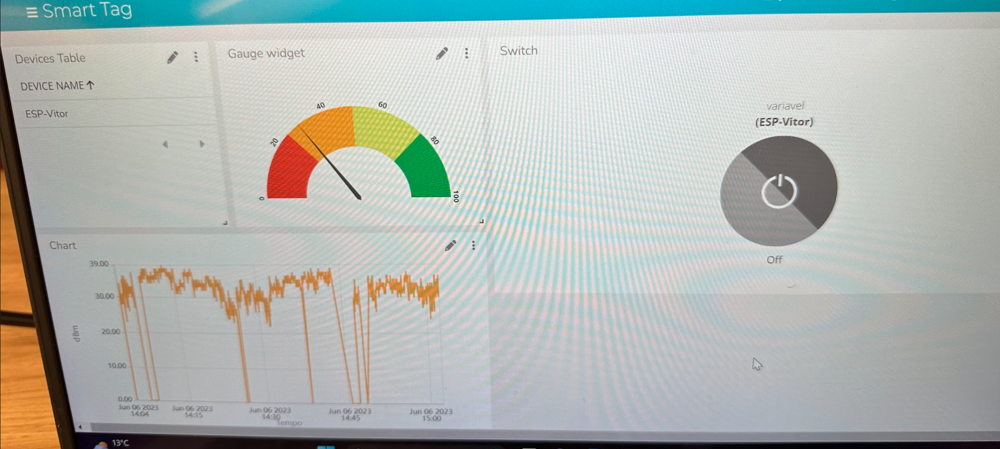 Smart Tag
Devices Table
DEVICE NAME
ESP-Vitor
Gauge widget
0
20
40
60
80
100
Switch
variavel
(ESP-Vitor)
Off
Chart
39.00
30.00
20.00
10.00
0.00
dBm
Jun 06 2023
14:04
Jun 06 2023
14:15
Jun 06 2023
14:30
Jun 06 2023
14:45
Jun 06 2023
15:00
Tempo
13°C